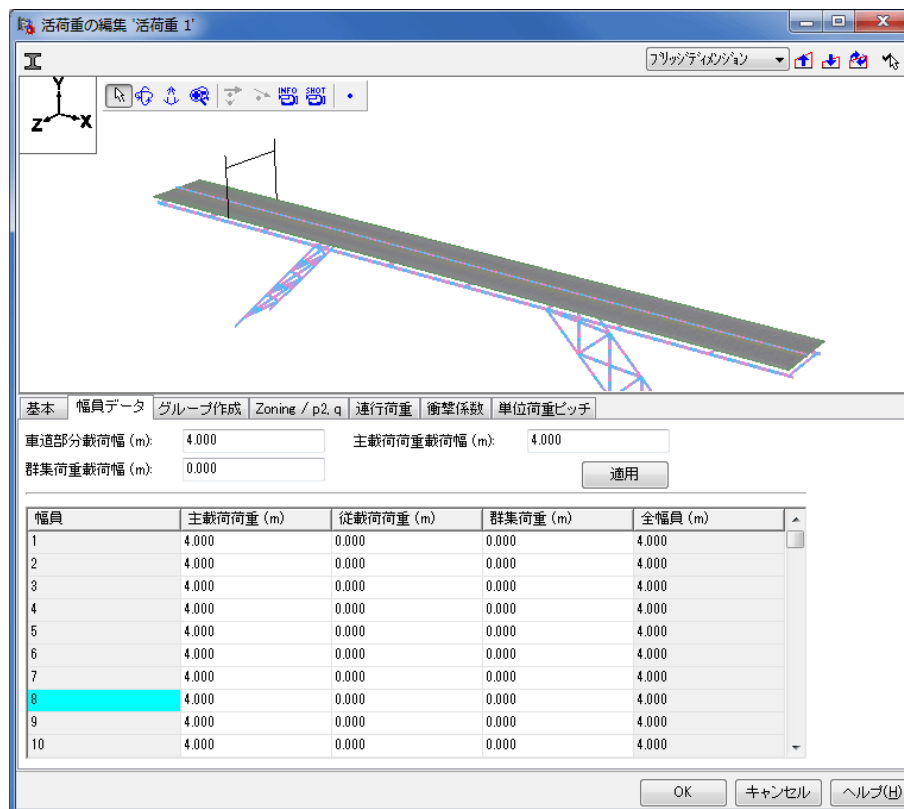 活荷重の編集 '活荷重 1'
ブリッジディメンジョン
Y
Z X
INFO SHOT
基本 幅員データ グループ作成 Zoning / p2, q 連行荷重 衝撃係数 単位荷重ピッチ
車道部分載荷幅 (m): 4.000 主載荷荷重載荷幅 (m): 4.000
群集荷重載荷幅 (m): 0.000 適用
幅員 主載荷荷重 (m) 従載荷荷重 (m) 群集荷重 (m) 全幅員 (m)
1 4.000 0.000 0.000 4.000
2 4.000 0.000 0.000 4.000
3 4.000 0.000 0.000 4.000
4 4.000 0.000 0.000 4.000
5 4.000 0.000 0.000 4.000
6 4.000 0.000 0.000 4.000
7 4.000 0.000 0.000 4.000
8 4.000 0.000 0.000 4.000
9 4.000 0.000 0.000 4.000
10 4.000 0.000 0.000 4.000
OK キャンセル ヘルプ(H)